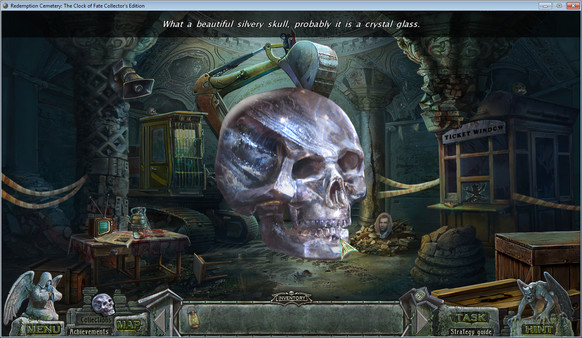 Redemption Cemetery: The Clock of Fate Collector's Edition
What a beautiful silvery skull, probably it is a crystal glass.
TICKET WINDOW
INVENTORY
Collections
MENU
Achievements
MAP
TASK
Strategy guide
HINT